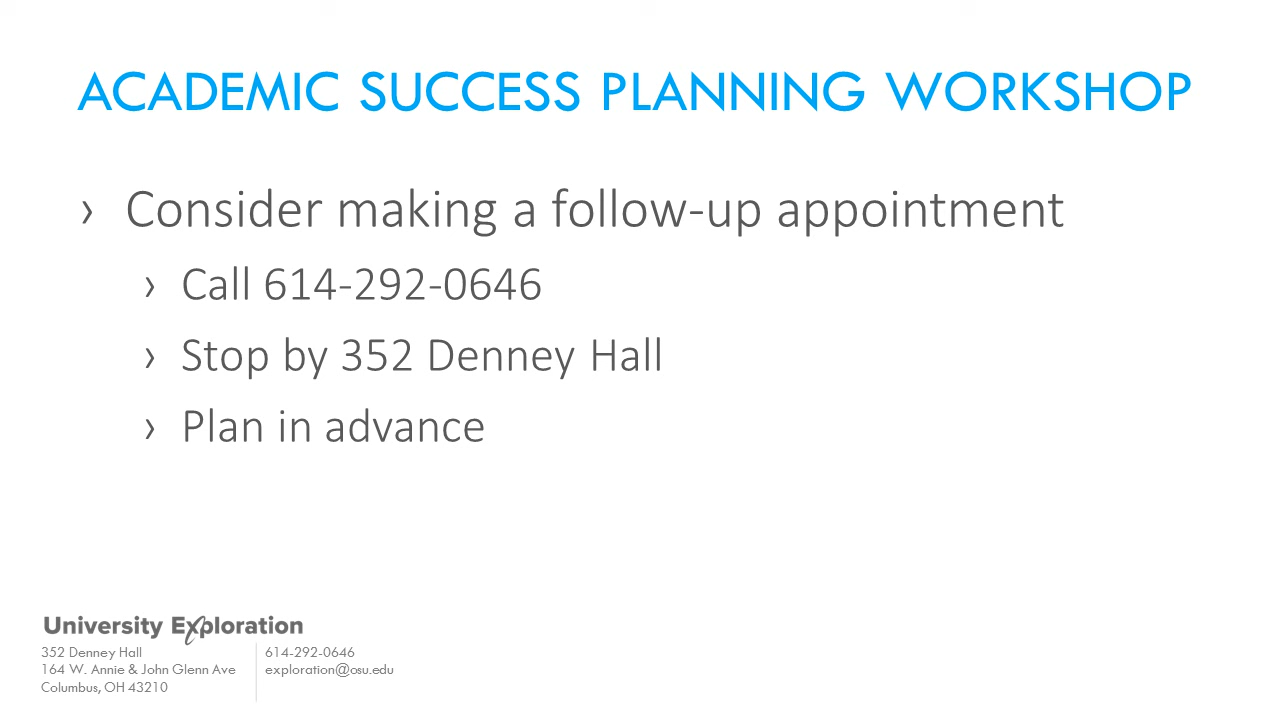 ACADEMIC SUCCESS PLANNING WORKSHOP
› Consider making a follow-up appointment
› Call 614-292-0646
› Stop by 352 Denney Hall
› Plan in advance
University Exploration
352 Denney Hall
164 W. Annie & John Glenn Ave
Columbus, OH 43210
614-292-0646
exploration@osu.edu